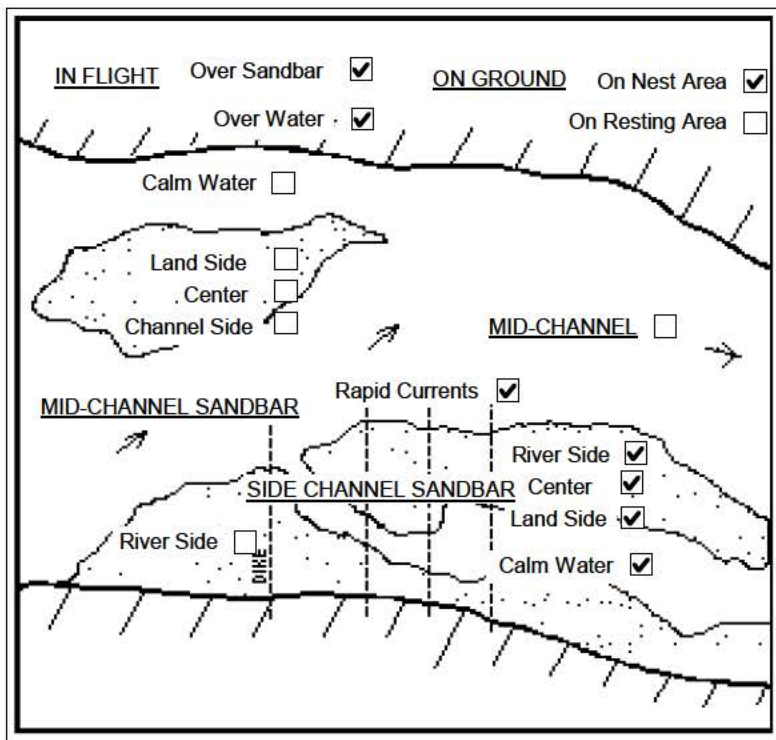 IN FLIGHT Over Sandbar ON GROUND On Nest Area
Over Water On Resting Area
Calm Water
Land Side
Center
Channel Side MID-CHANNEL
Rapid Currents
MID-CHANNEL SANDBAR
River Side
SIDE CHANNEL SANDBAR Center
Land Side
River Side
DIKE
Calm Water